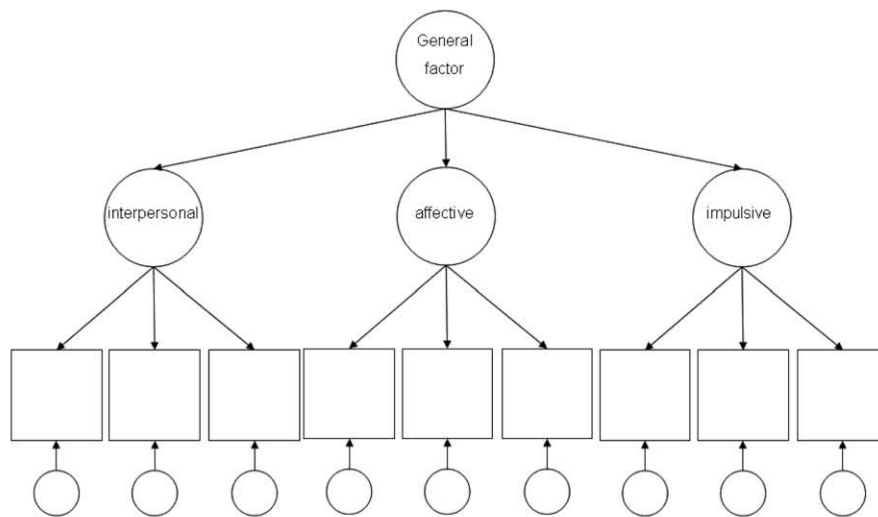 General
factor
interpersonal
affective
impulsive